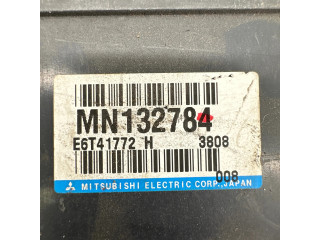 MN132784
E6T41772 H 3808
008
MITSUBISHI ELECTRIC CORP. JAPAN